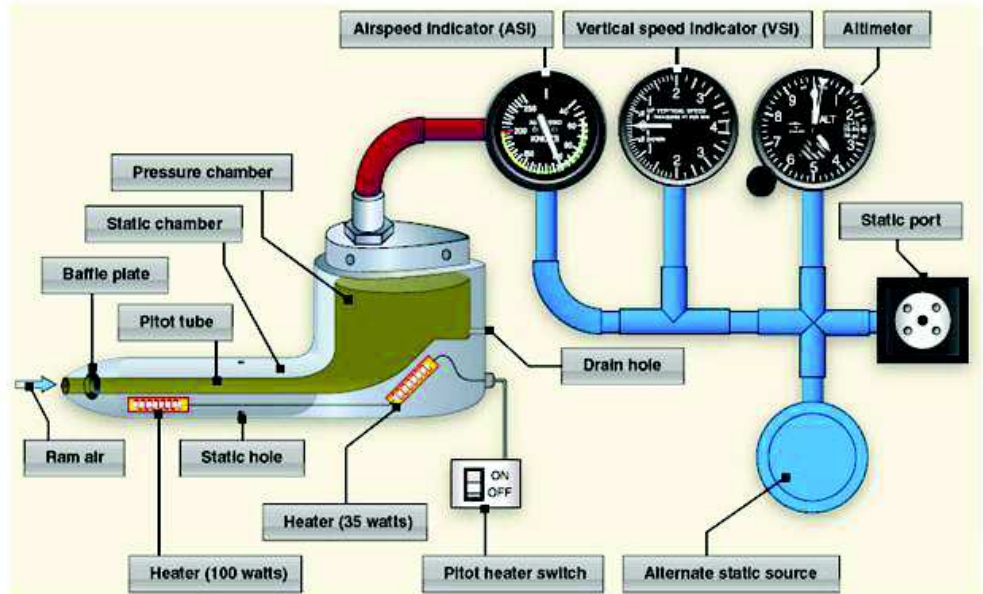 Airspeed indicator (ASI)
Vertical speed indicator (VSI)
Altimeter
Pressure chamber
Static chamber
Baffle plate
Pitot tube
Static port
Drain hole
Ram air
Static hole
ON
OFF
Heater (35 watts)
Heater (100 watts)
Pitot heater switch
Alternate static source
ALT